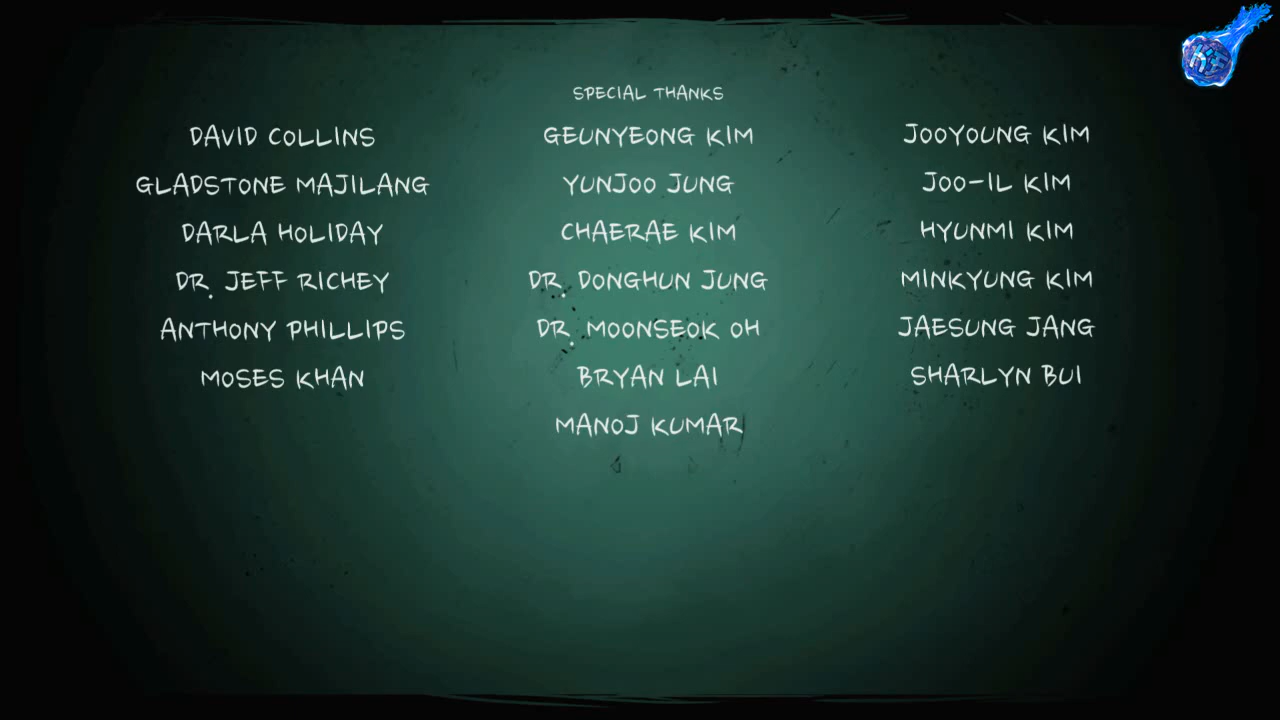 SPECIAL THANKS
DAVID COLLINS
GLADSTONE MAJILANG
DARLA HOLIDAY
DR. JEFF RICHEY
ANTHONY PHILLIPS
MOSES KHAN
GEUNYEONG KIM
YUNJOO JUNG
CHAERAE KIM
DR. DONGHUN JUNG
DR. MOONSEOK OH
BRYAN LAI
MANOJ KUMAR
JOOYOUNG KIM
JOO-IL KIM
HYUNMI KIM
MINKYUNG KIM
JAESUNG JANG
SHARLYN BUI